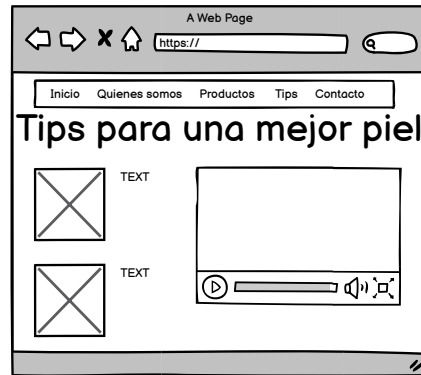 A Web Page
https://
Inicio Quienes somos Productos Tips Contacto
Tips para una mejor piel
TEXT
TEXT